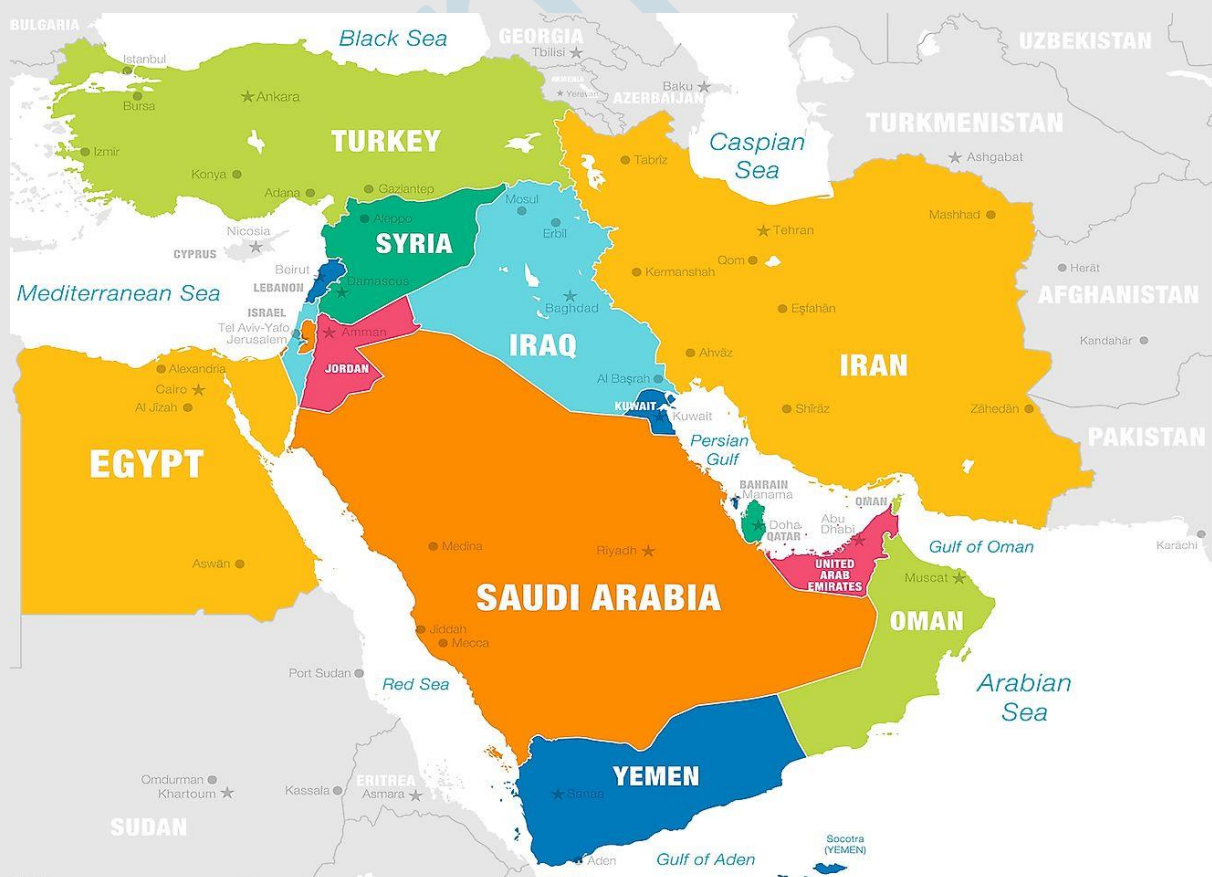 BULGARIA
Black Sea
GEORGIA
Tbilisi
UZBEKISTAN
Istanbul
Bursa
Ankara
ARMENIA
Yerevan
AZERBAIJAN
Baku
TURKMENISTAN
Ashgabat
Caspian
Sea
TURKEY
Izmir
Konya
Adana
Gaziantep
Tabrīz
Mashhad
Mosul
Erbil
Aleppo
SYRIA
Nicosia
CYPRUS
Tehran
Qom
Kermanshah
Herāt
AFGHANISTAN
Kandahār
Beirut
LEBANON
Damascus
Mediterranean Sea
ISRAEL
Tel Aviv-Yafo
Jerusalem
Amman
JORDAN
Baghdad
IRAQ
Eşfahān
IRAN
Ahvāz
Al Başrah
KUWAIT
Kuwait
Shīrāz
Zāhedān
PAKISTAN
Karāchi
Alexandria
Cairo
Al Jīzah
EGYPT
Aswān
Persian
Gulf
BAHRAIN
Manama
Doha
QATAR
Abu
Dhabi
OMAN
UNITED
ARAB
EMIRATES
Gulf of Oman
Muscat
OMAN
Medina
Riyadh
SAUDI ARABIA
Jiddah
Mecca
Port Sudan
Red Sea
Arabian
Sea
Omdurman
Khartoum
Kassala
ERITREA
Asmara
SUDAN
YEMEN
Sanaa
Aden
Gulf of Aden
Socotra
(YEMEN)